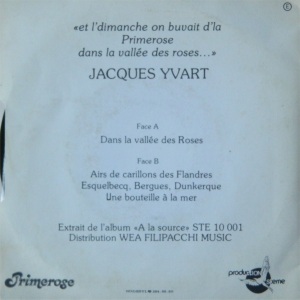 «et l'dimanche on buvait d'la
Primerose
dans la vallée des roses...»
JACQUES YVART
Face A
Dans la vallée des Roses
Face B
Airs de carillons des Flandres
Esquelbecq, Bergues, Dunkerque
Une bouteille à la mer
Extrait de l'album «A la source» STE 10 001
Distribution WEA FILIPACCHI MUSIC
Primerose